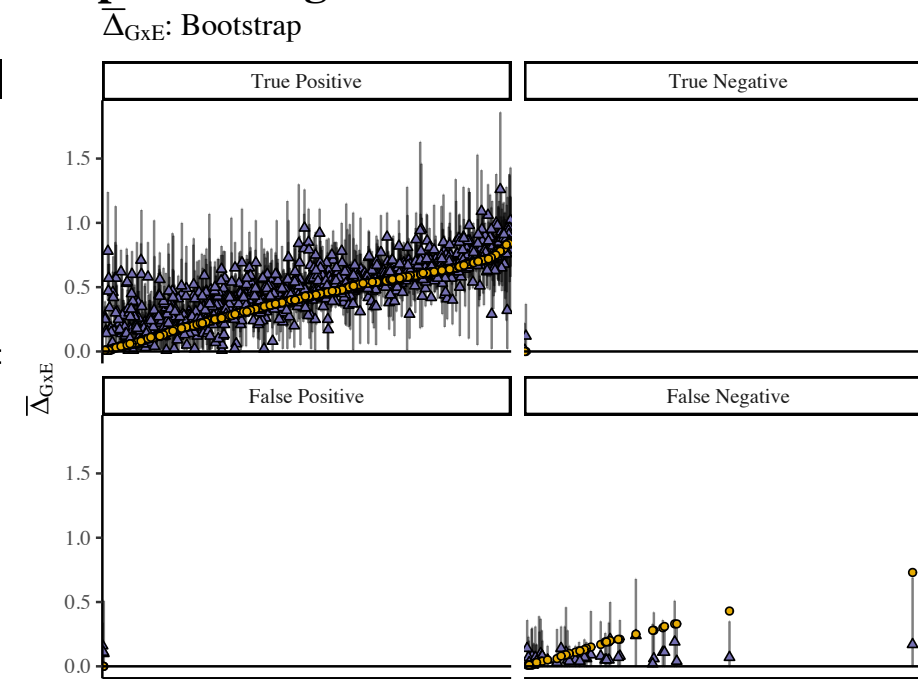 Δ̅GxE: Bootstrap
True Positive
True Negative
1.5
1.0
0.5
0.0
Δ̅GxE
False Positive
False Negative
1.5
1.0
0.5
0.0